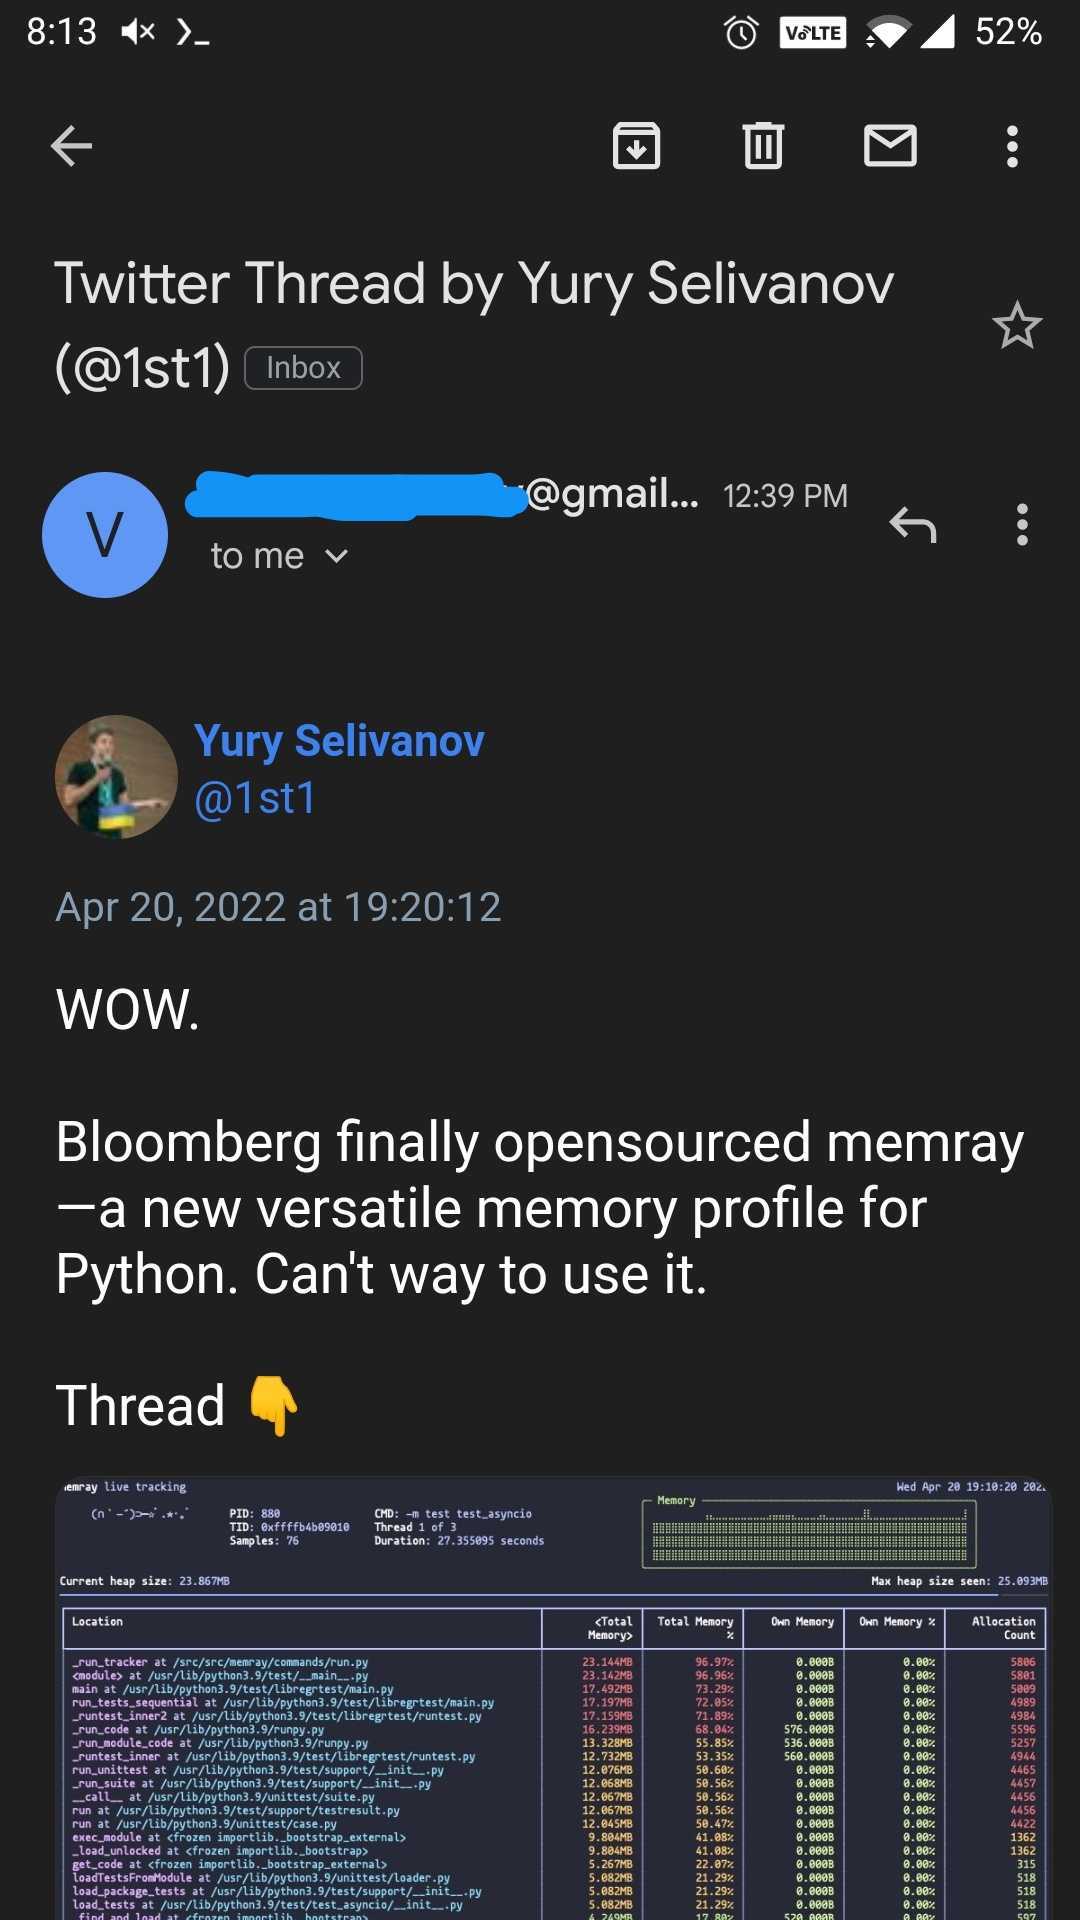 8:13
VoLTE
52%
Twitter Thread by Yury Selivanov
(@1st1) Inbox
V
@gmail... 12:39 PM
to me
Yury Selivanov
@1st1
Apr 20, 2022 at 19:20:12
WOW.
Bloomberg finally opensourced memray
—a new versatile memory profile for
Python. Can't way to use it.
Thread 👇
emray live tracking Wed Apr 20 19:10:20 202
PID: 880 CMD: -m test test_asyncio Memory
TID: 0xffffb4b09010 Thread 1 of 3
Samples: 76 Duration: 27.355095 seconds
Current heap size: 23.867MB Max heap size seen: 25.093MB
Location <Total Memory> Total Memory % Own Memory Own Memory % Allocation Count
_run_tracker at /src/src/memray/commands/run.py 23.144MB 96.97% 0.000B 0.00% 5806
<module> at /usr/lib/python3.9/test/__main__.py 23.142MB 96.96% 0.000B 0.00% 5801
main at /usr/lib/python3.9/test/libregrtest/main.py 17.492MB 73.29% 0.000B 0.00% 5009
run_tests_sequential at /usr/lib/python3.9/test/libregrtest/main.py 17.197MB 72.05% 0.000B 0.00% 4989
_runtest_inner2 at /usr/lib/python3.9/test/libregrtest/runtest.py 17.159MB 71.89% 0.000B 0.00% 4984
_run_code at /usr/lib/python3.9/runpy.py 16.239MB 68.04% 576.000B 0.00% 5596
_run_module_code at /usr/lib/python3.9/runpy.py 13.328MB 55.85% 536.000B 0.00% 5257
_runtest_inner at /usr/lib/python3.9/test/libregrtest/runtest.py 12.732MB 53.35% 560.000B 0.00% 4944
run_unittest at /usr/lib/python3.9/test/support/__init__.py 12.076MB 50.60% 0.000B 0.00% 4465
_run_suite at /usr/lib/python3.9/test/support/__init__.py 12.068MB 50.56% 0.000B 0.00% 4457
__call__ at /usr/lib/python3.9/unittest/suite.py 12.067MB 50.56% 0.000B 0.00% 4456
run at /usr/lib/python3.9/test/support/testresult.py 12.067MB 50.56% 0.000B 0.00% 4456
run at /usr/lib/python3.9/unittest/case.py 12.045MB 50.47% 0.000B 0.00% 4422
exec_module at <frozen importlib._bootstrap_external> 9.804MB 41.08% 0.000B 0.00% 1362
_load_unlocked at <frozen importlib._bootstrap> 9.804MB 41.08% 0.000B 0.00% 1362
get_code at <frozen importlib._bootstrap_external> 5.267MB 22.07% 0.000B 0.00% 315
loadTestsFromModule at /usr/lib/python3.9/unittest/loader.py 5.082MB 21.29% 0.000B 0.00% 518
load_package_tests at /usr/lib/python3.9/test/support/__init__.py 5.082MB 21.29% 0.000B 0.00% 518
load_tests at /usr/lib/python3.9/test/test_asyncio/__init__.py 5.082MB 21.29% 0.000B 0.00% 518
_find_and_load at <frozen importlib._bootstrap> 4.249MB 17.80% 520.000B 0.00% 597